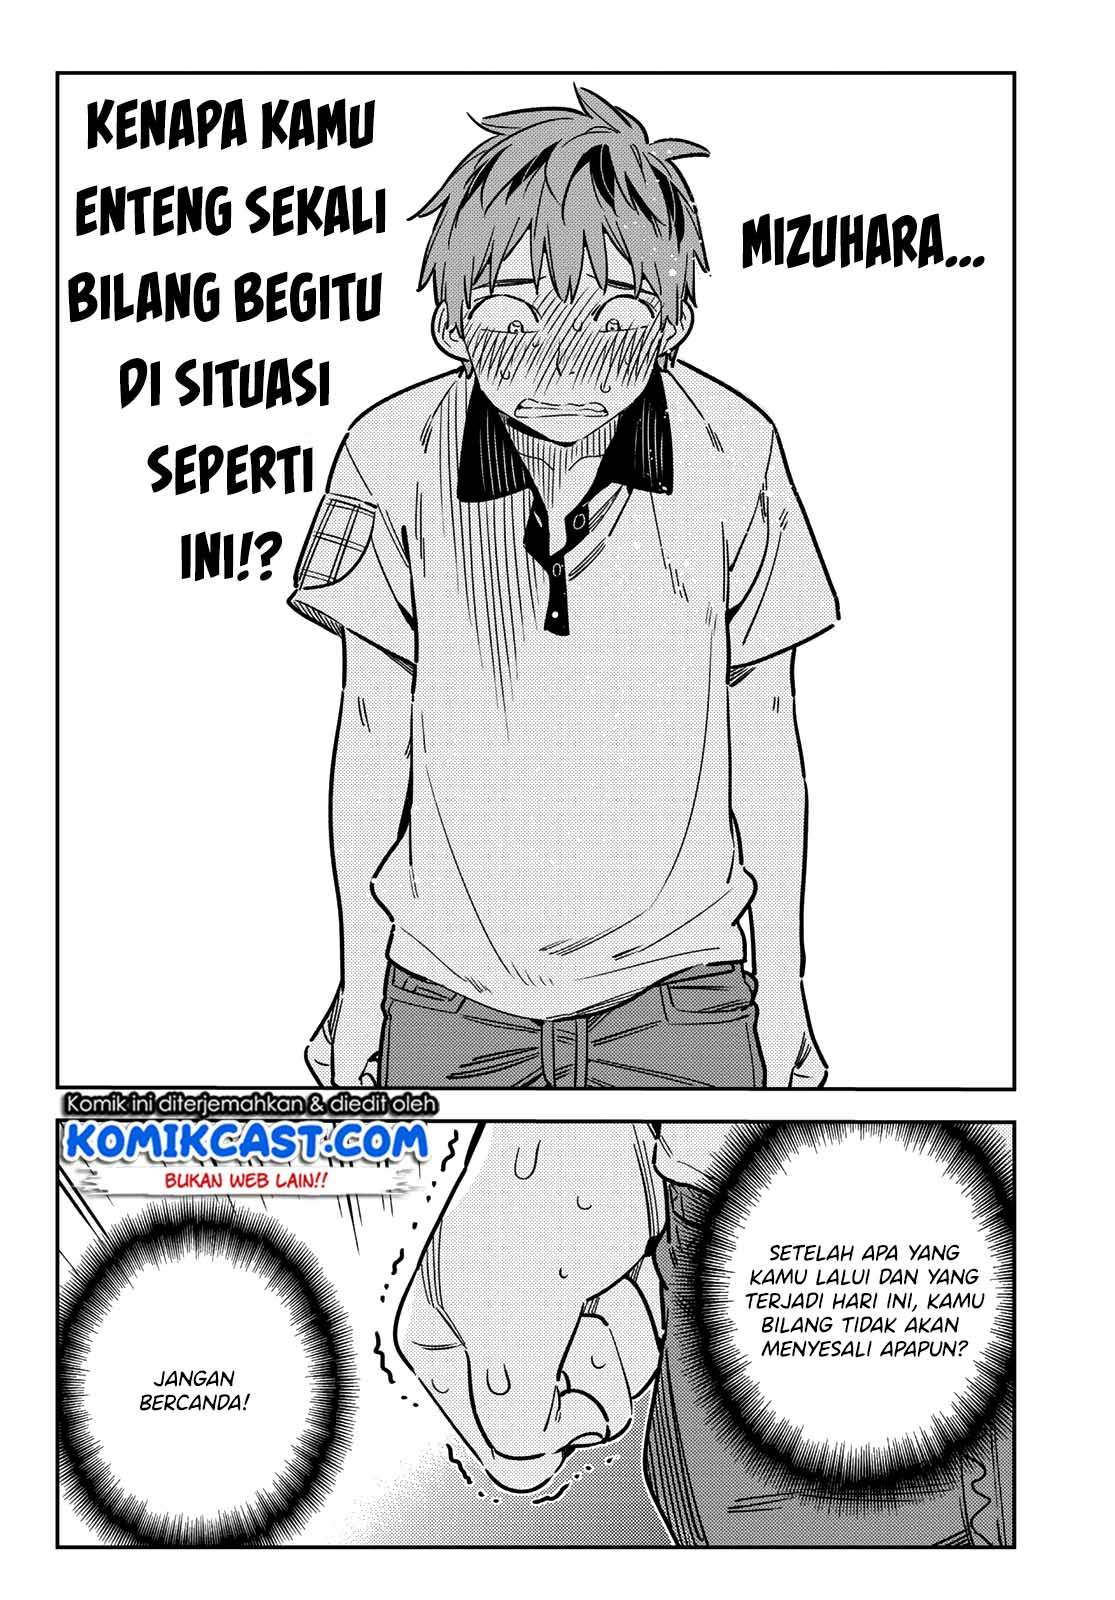 MIZUHARA...
KENAPA KAMU
ENTENG SEKALI
BILANG BEGITU
DI SITUASI
SEPERTI
INI!?
Komik ini diterjemahkan & diedit oleh
KOMIKCAST.COM
BUKAN WEB LAIN!!
SETELAH APA YANG
KAMU LALUI DAN YANG
TERJADI HARI INI, KAMU
BILANG TIDAK AKAN
MENYESALI APAPUN?
JANGAN
BERCANDA!